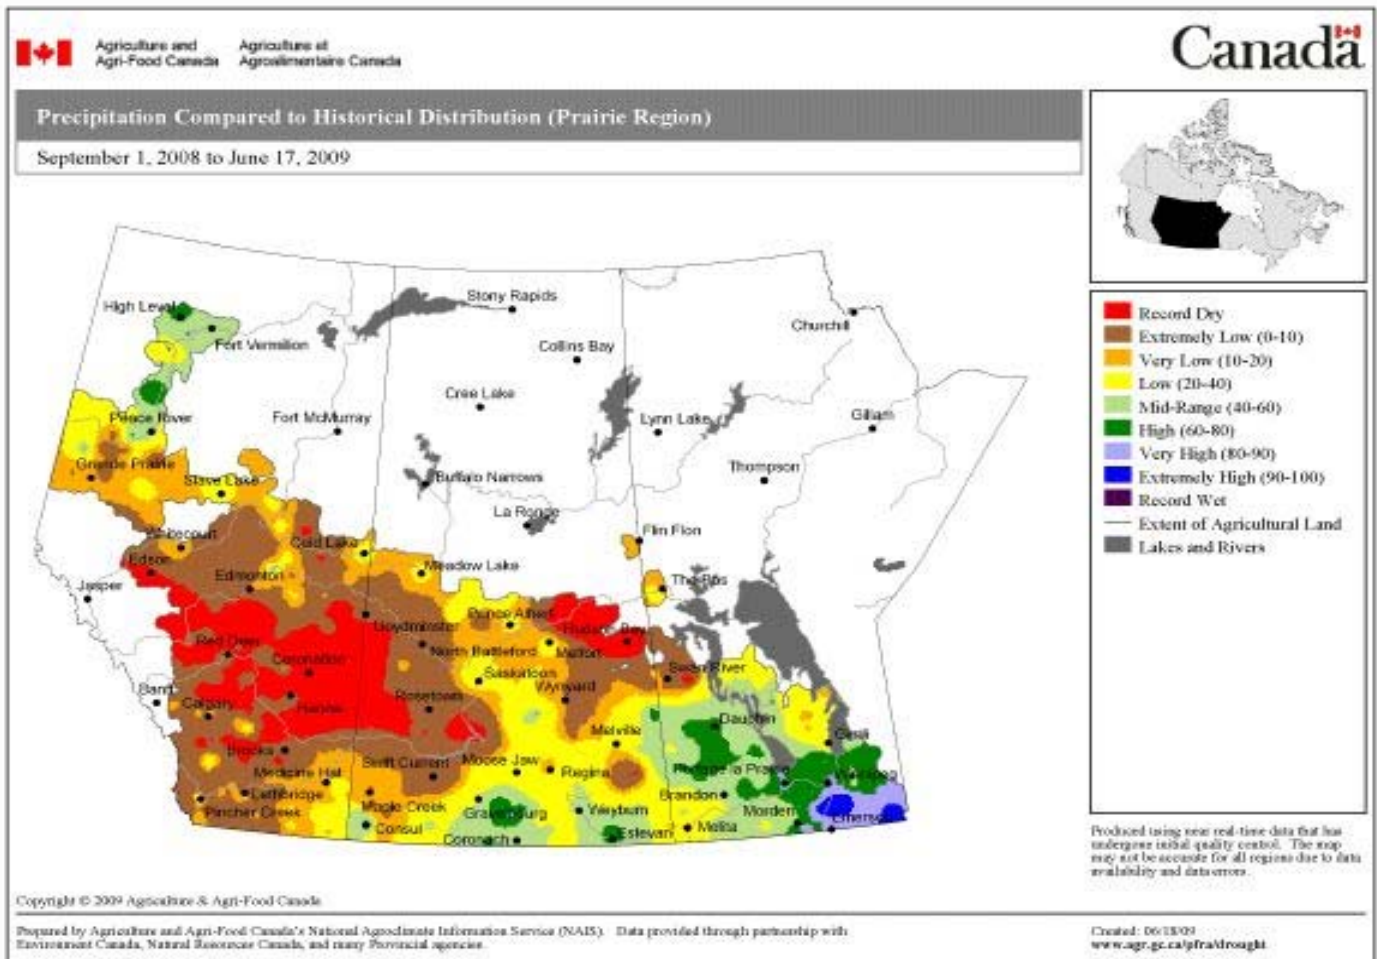 Agriculture and
Agri-Food Canada
Agriculture et
Agroalimentaire Canada
Canada
Precipitation Compared to Historical Distribution (Prairie Region)
September 1, 2008 to June 17, 2009
High Level
Fort Vermilion
Stony Rapids
Churchill
Collins Bay
Cree Lake
Peace River
Fort McMurray
Lynn Lake
Gillam
Grande Prairie
Slave Lake
Buffalo Narrows
Thompson
La Ronge
Whitecourt
Cold Lake
Flin Flon
Edson
Meadow Lake
Jasper
Edmonton
The Pas
Lloydminster
Prince Albert
Hudson Bay
Red Deer
North Battleford
Melfort
Coronation
Saskatoon
Swan River
Banff
Calgary
Hanna
Rosetown
Wynyard
Dauphin
Brooks
Melville
Gimli
Medicine Hat
Swift Current
Moose Jaw
Regina
Portage la Prairie
Winnipeg
Lethbridge
Pincher Creek
Maple Creek
Gravelbourg
Weyburn
Brandon
Morden
Emerson
Consul
Coronach
Estevan
Melita
Record Dry
Extremely Low (0-10)
Very Low (10-20)
Low (20-40)
Mid-Range (40-60)
High (60-80)
Very High (80-90)
Extremely High (90-100)
Record Wet
Extent of Agricultural Land
Lakes and Rivers
Produced using near real-time data that has
undergone initial quality control. The map
may not be accurate for all regions due to data
availability and data errors.
Copyright © 2009 Agriculture & Agri-Food Canada
Prepared by Agriculture and Agri-Food Canada's National Agroclimate Information Service (NAIS). Data provided through partnership with
Environment Canada, Natural Resources Canada, and many Provincial agencies.
Created: 06/18/09
www.agr.gc.ca/pfra/drought